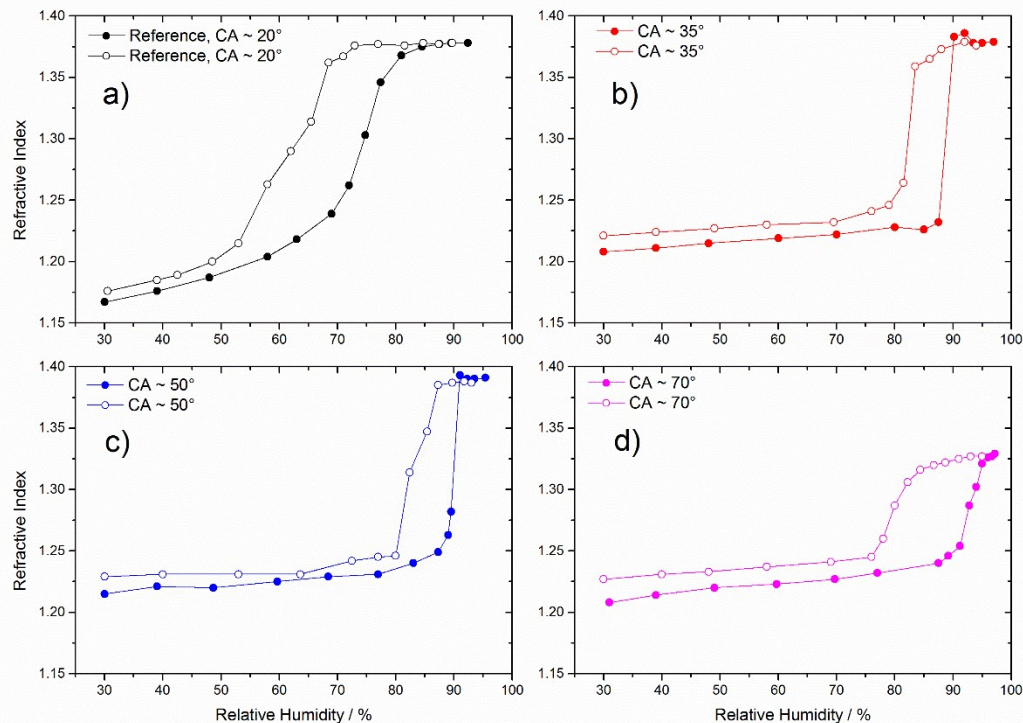 Reference, CA ~ 20°
Reference, CA ~ 20°
a)
Refractive Index
1.40
1.35
1.30
1.25
1.20
1.15
30 40 50 60 70 80 90 100
CA ~ 35°
CA ~ 35°
b)
1.40
1.35
1.30
1.25
1.20
1.15
30 40 50 60 70 80 90 100
CA ~ 50°
CA ~ 50°
c)
Refractive Index
1.40
1.35
1.30
1.25
1.20
1.15
30 40 50 60 70 80 90 100
Relative Humidity / %
CA ~ 70°
CA ~ 70°
d)
1.40
1.35
1.30
1.25
1.20
1.15
30 40 50 60 70 80 90 100
Relative Humidity / %